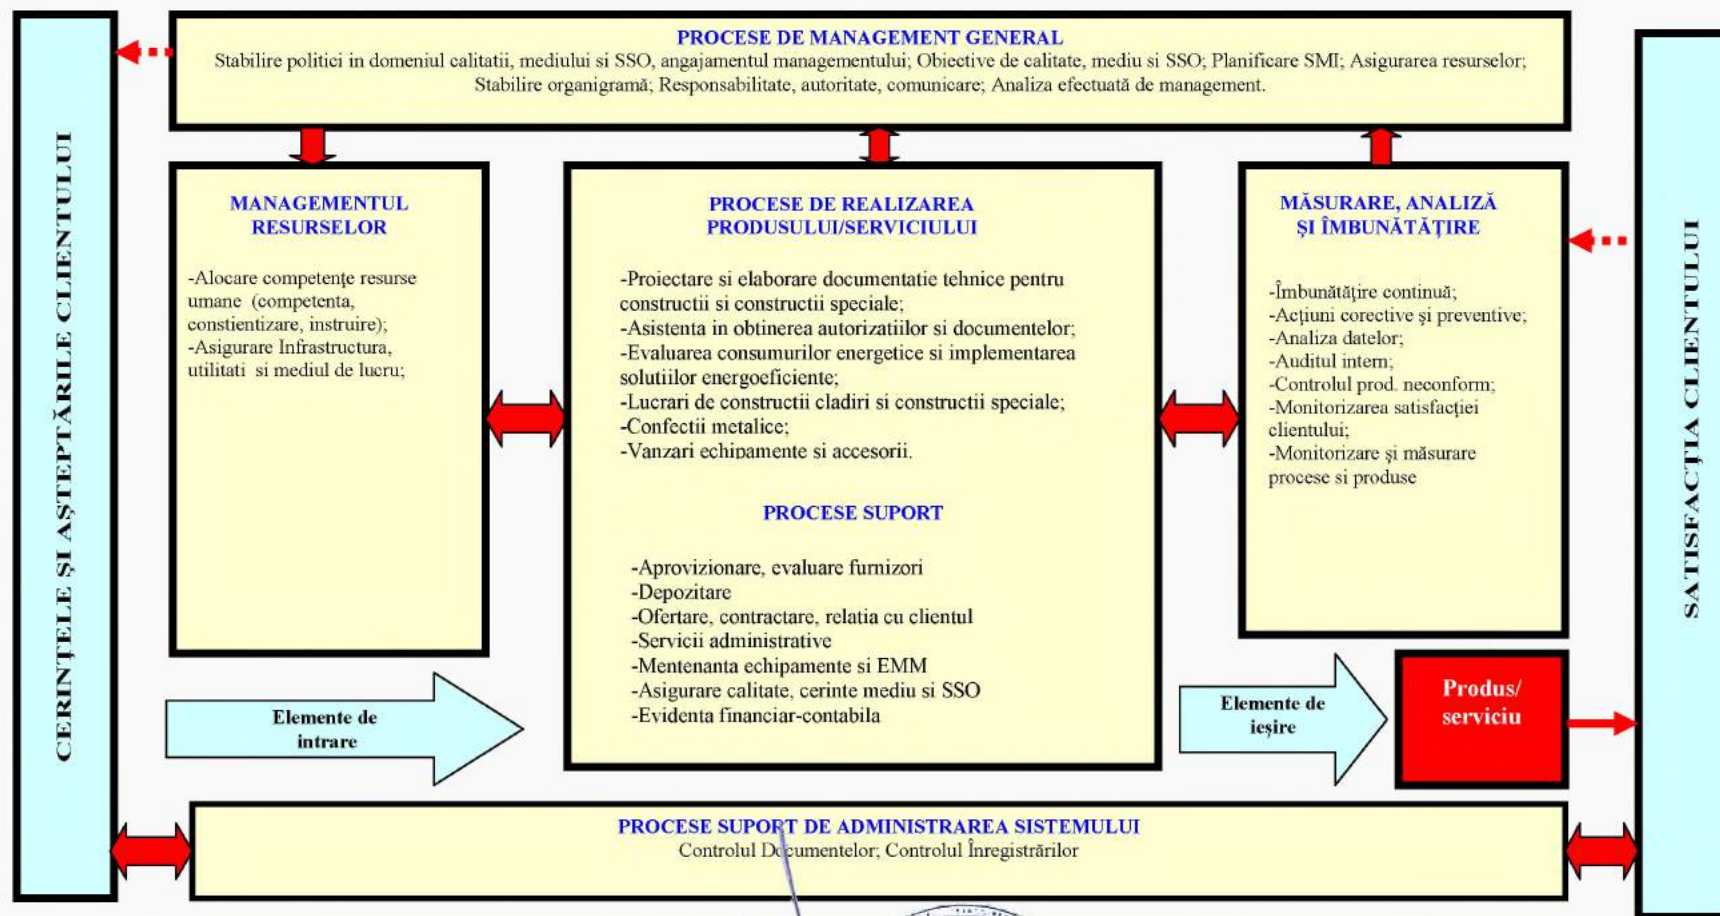 CERINȚELE ȘI AȘTEPTĂRILE CLIENTULUI
PROCESE DE MANAGEMENT GENERAL
Stabilire politici in domeniul calitatii, mediului si SSO, angajamentul managementului; Obiective de calitate, mediu si SSO; Planificare SMI; Asigurarea resurselor;
Stabilire organigramă; Responsabilitate, autoritate, comunicare; Analiza efectuată de management.
MANAGEMENTUL
RESURSELOR
-Alocare competențe resurse
umane (competenta,
constientizare, instruire);
-Asigurare Infrastructura,
utilitati si mediul de lucru;
PROCESE DE REALIZAREA
PRODUSULUI/SERVICIULUI
-Proiectare si elaborare documentatie tehnice pentru
constructii si constructii speciale;
-Asistenta in obtinerea autorizatiilor si documentelor;
-Evaluarea consumurilor energetice si implementarea
solutiilor energoeficiente;
-Lucrari de constructii cladiri si constructii speciale;
-Confectii metalice;
-Vanzari echipamente si accesorii.
PROCESE SUPORT
-Aprovizionare, evaluare furnizori
-Depozitare
-Ofertare, contractare, relatia cu clientul
-Servicii administrative
-Mentenanta echipamente si EMM
-Asigurare calitate, cerinte mediu si SSO
-Evidenta financiar-contabila
MĂSURARE, ANALIZĂ
ȘI ÎMBUNĂTĂȚIRE
-Îmbunătățire continuă;
-Acțiuni corective și preventive;
-Analiza datelor;
-Auditul intern;
-Controlul prod. neconform;
-Monitorizarea satisfacției
clientului;
-Monitorizare și măsurare
procese si produse
Elemente de
intrare
Elemente de
ieșire
Produs/
serviciu
PROCESE SUPORT DE ADMINISTRAREA SISTEMULUI
Controlul Documentelor; Controlul Înregistrărilor
SATISFACȚIA CLIENTULUI